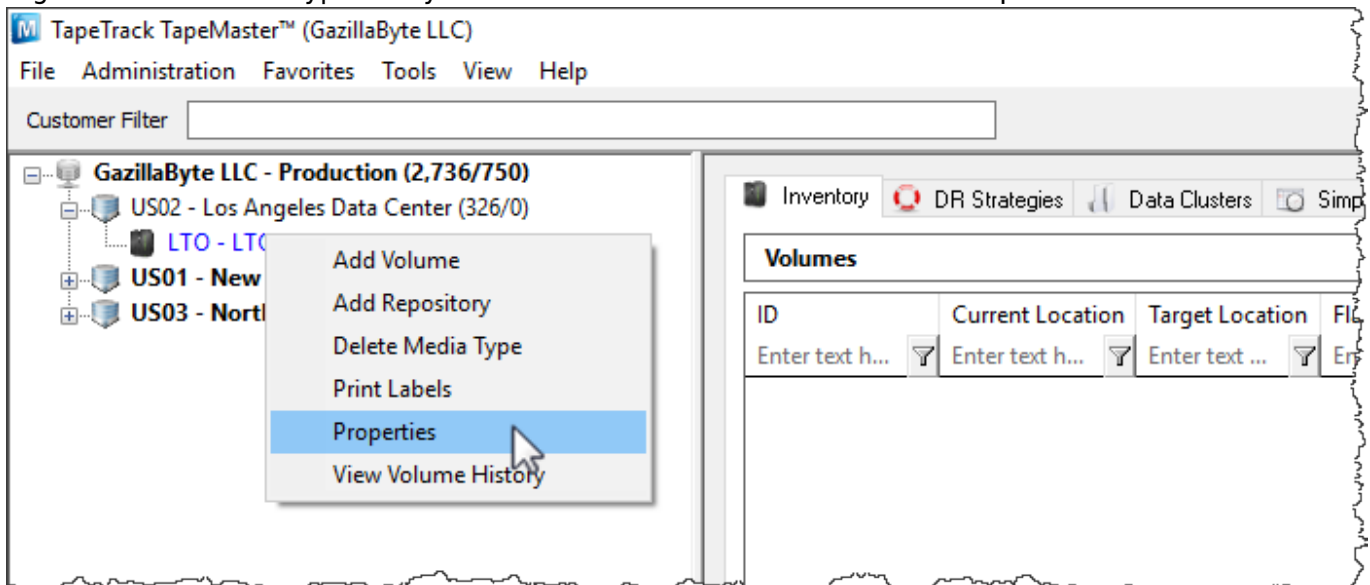 TapeTrack TapeMaster™ (GazillaByte LLC)
File Administration Favorites Tools View Help
Customer Filter
GazillaByte LLC - Production (2,736/750)
US02 - Los Angeles Data Center (326/0)
LTO - LTO
US01 - New
US03 - North
Add Volume
Add Repository
Delete Media Type
Print Labels
Properties
View Volume History
Inventory DR Strategies Data Clusters Simp
Volumes
ID Current Location Target Location
Enter text h... Enter text h... Enter text ...